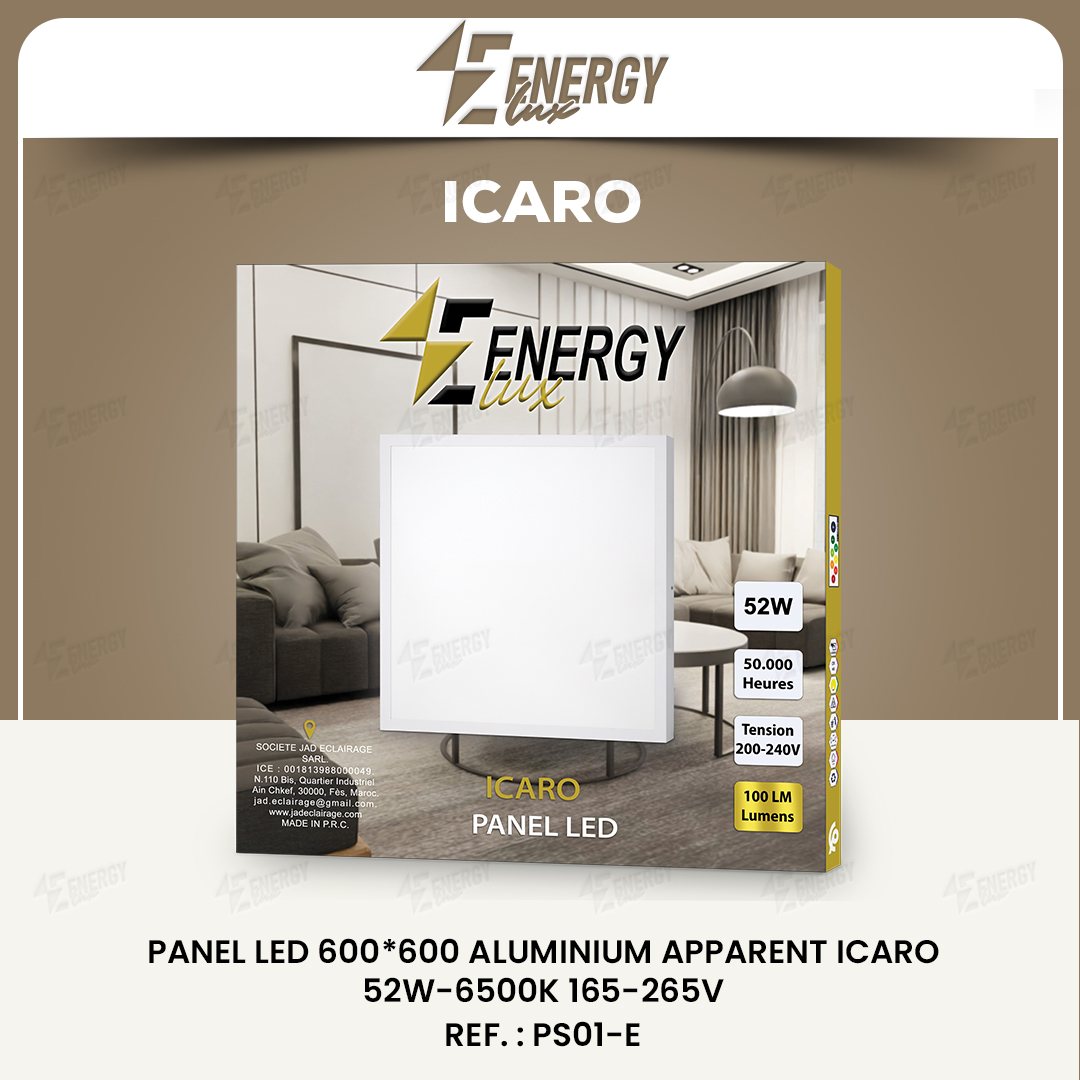 ENERGY
lux
ICARO
ENERGY
lux
52W
50.000
Heures
Tension
200-240V
100 LM
Lumens
SOCIETE JAD ECLAIRAGE
SARL.
ICE : 001813988000049.
N.110 Bis, Quartier Industriel
Ain Chkef, 30000, Fès, Maroc.
jad.eclairage@gmail.com.
www.jadeclairage.com
MADE IN P.R.C.
ICARO
PANEL LED
PANEL LED 600*600 ALUMINIUM APPARENT ICARO
52W-6500K 165-265V
REF. : PS01-E